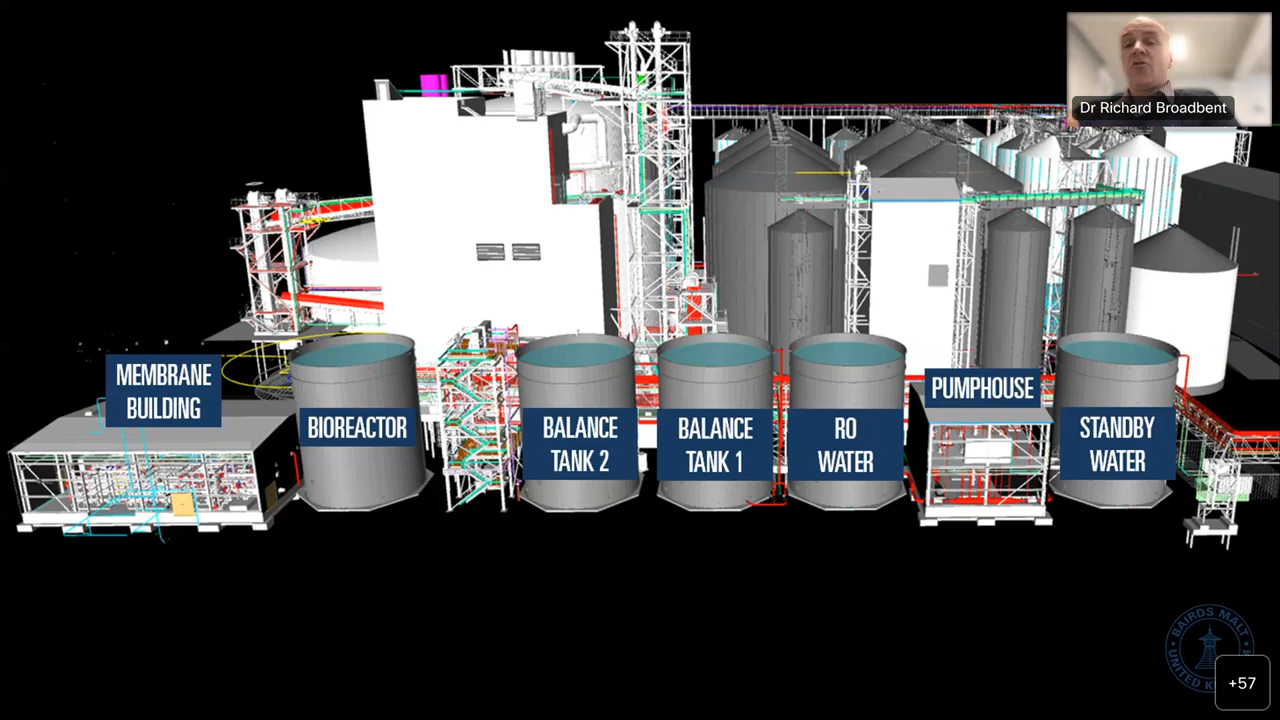 Dr Richard Broadbent
MEMBRANE
BUILDING
BIOREACTOR
BALANCE
TANK 2
BALANCE
TANK 1
RO
WATER
PUMPHOUSE
STANDBY
WATER
BAIRDS MALT
+57